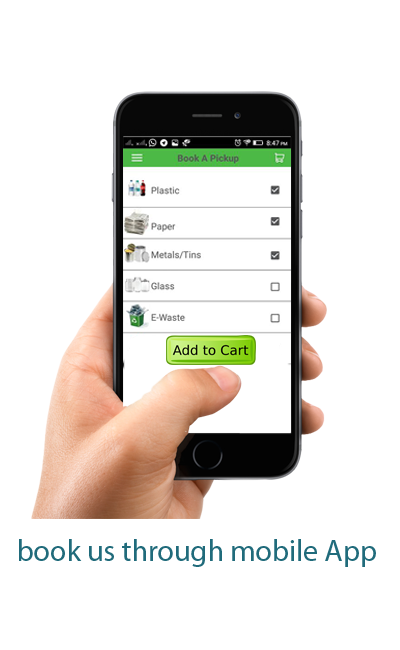 8:47 PM
Book A Pickup
Plastic
Paper
Metals/Tins
Glass
E-Waste
Add to Cart
book us through mobile App